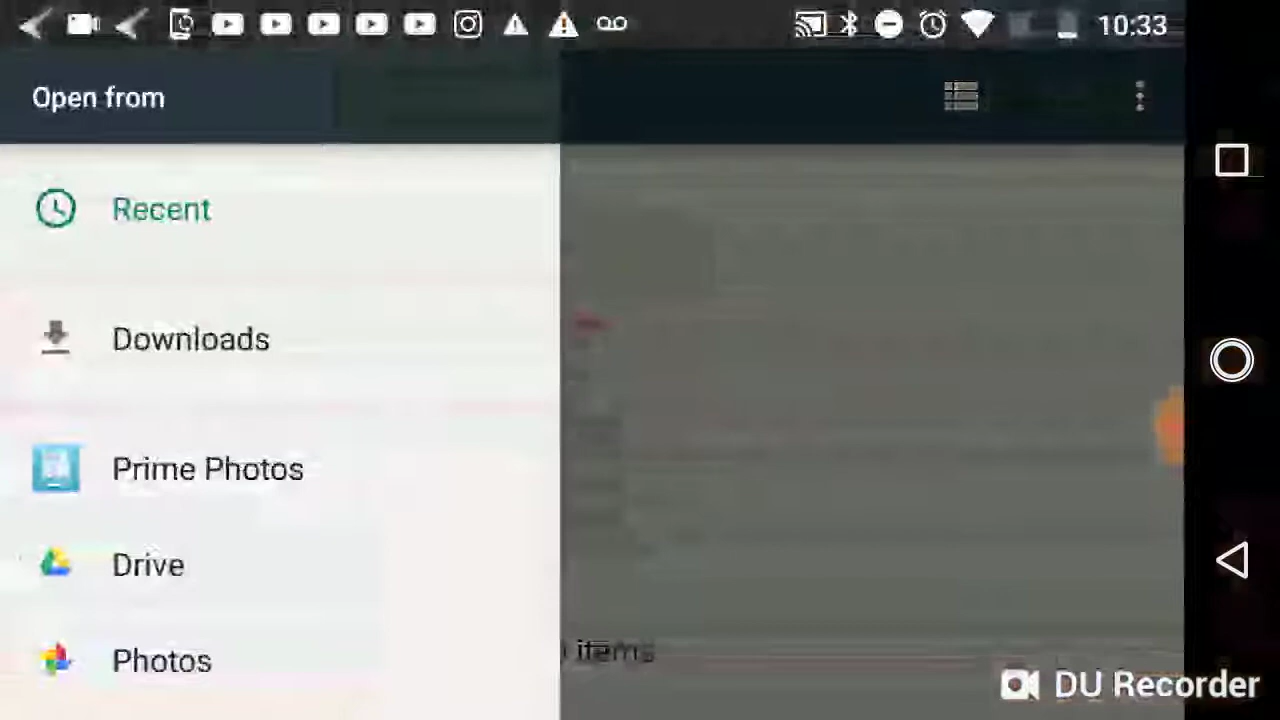 10:33
Open from
Recent
Downloads
Prime Photos
Drive
Photos
items
DU Recorder